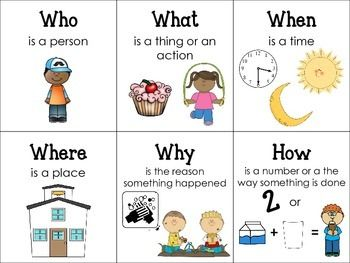 Who
is a person
What
is a thing or an
action
When
is a time
Where
is a place
Why
is the reason
something happened
How
is a number or a the
way something is done
2 or
+